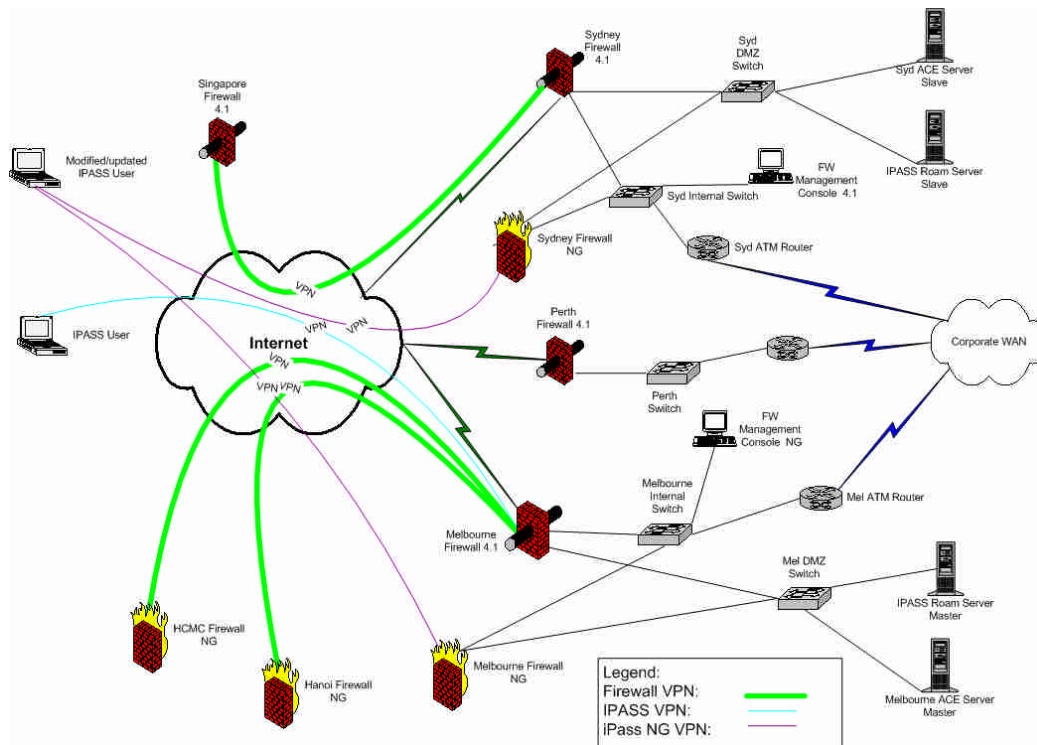 Sydney
Firewall
4.1
Syd
DMZ
Switch
Syd ACE Server
Slave
Singapore
Firewall
4.1
Modified/updated
IPASS User
IPASS Roam Server
Slave
FW
Management
Console 4.1
Syd Internal Switch
Sydney Firewall
NG
Syd ATM Router
VPN
VPN
VPN
IPASS User
Internet
Perth
Firewall 4.1
Corporate WAN
VPN
VPN
VPN
Perth
Switch
FW
Management
Console NG
Melbourne
Internal
Switch
Mel ATM Router
Melbourne
Firewall 4.1
Mel DMZ
Switch
IPASS Roam Server
Master
HCMC Firewall
NG
Hanoi Firewall
NG
Melbourne Firewall
NG
Melbourne ACE Server
Master
Legend:
Firewall VPN:
IPASS VPN:
iPass NG VPN: